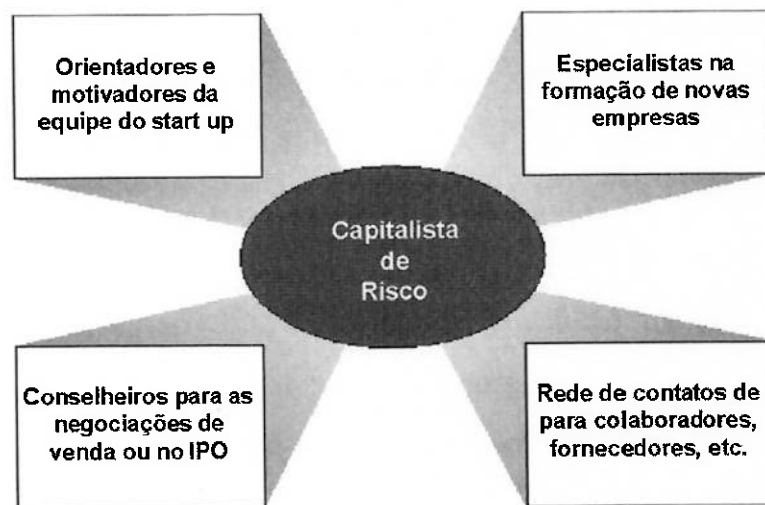 Orientadores e
motivadores da
equipe do start up
Especialistas na
formação de novas
empresas
Capitalista
de
Risco
Conselheiros para as
negociações de
venda ou no IPO
Rede de contatos de
para colaboradores,
fornecedores, etc.